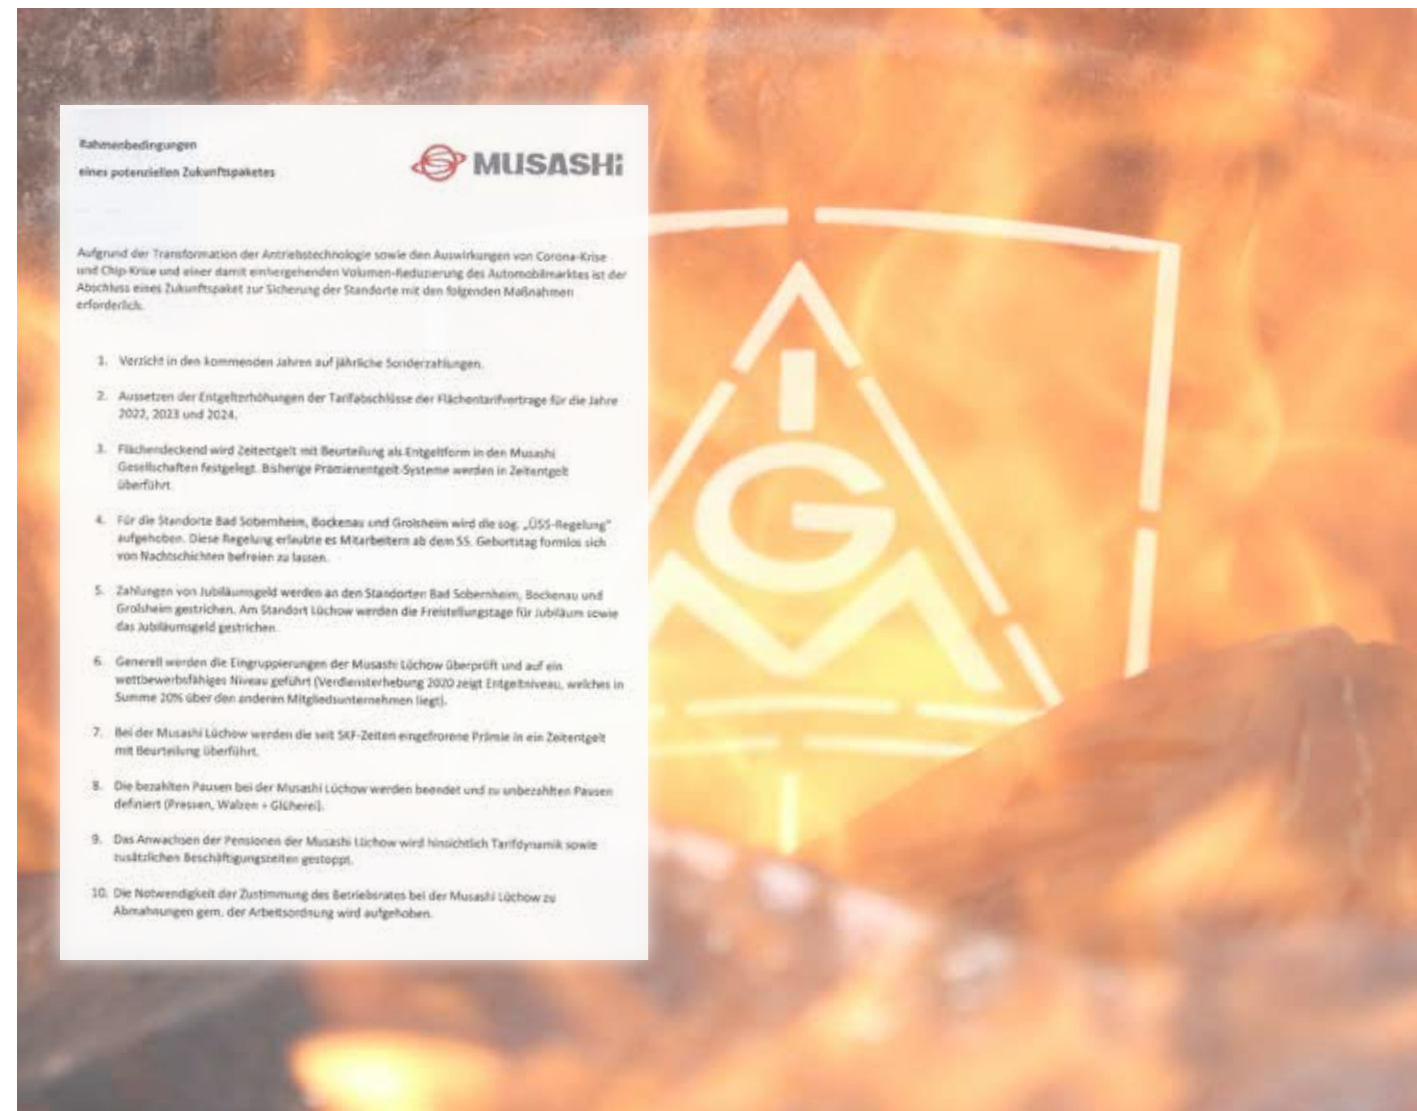 Rahmenbedingungen
eines potenziellen Zukunftspaketes
MUSASHi
Aufgrund der Transformation der Antriebstechnologie sowie den Auswirkungen von Corona-Krise
und Chip-Krise und einer damit einhergehenden Volumen-Reduzierung des Automobilmarktes ist der
Abschluss eines Zukunftspaket zur Sicherung der Standorte mit den folgenden Maßnahmen
erforderlich.
1. Verzicht in den kommenden Jahren auf jährliche Sonderzahlungen.
2. Aussetzen der Entgelterhöhungen der Tarifabschlüsse der Flächentarifverträge für die Jahre
2022, 2023 und 2024.
3. Flächendeckend wird Zeitentgelt mit Beurteilung als Entgeltform in den Musashi
Gesellschaften festgelegt. Bisherige Prämienentgelt-Systeme werden in Zeitentgelt
überführt.
4. Für die Standorte Bad Sobernheim, Bockenau und Grolsheim wird die sog. „Ü55-Regelung“
aufgehoben. Diese Regelung erlaubte es Mitarbeitern ab dem 55. Geburtstag formlos sich
von Nachtschichten befreien zu lassen.
5. Zahlungen von Jubiläumsgeld werden an den Standorten Bad Sobernheim, Bockenau und
Grolsheim gestrichen. Am Standort Lüchow werden die Freistellungstage für Jubiläum sowie
das Jubiläumsgeld gestrichen.
6. Generell werden die Eingruppierungen der Musashi Lüchow überprüft und auf ein
wettbewerbsfähiges Niveau geführt (Verdiensterhebung 2020 zeigt Entgeltniveau, welches in
Summe 20% über den anderen Mitgliedsunternehmen liegt).
7. Bei der Musashi Lüchow werden die seit SKF-Zeiten eingefrorene Prämie in ein Zeitentgelt
mit Beurteilung überführt.
8. Die bezahlten Pausen bei der Musashi Lüchow werden beendet und zu unbezahlten Pausen
definiert (Pressen, Walzen + Glüherei).
9. Das Anwachsen der Pensionen der Musashi Lüchow wird hinsichtlich Tarifdynamik sowie
zusätzlichen Beschäftigungszeiten gestoppt.
10. Die Notwendigkeit der Zustimmung des Betriebsrates bei der Musashi Lüchow zu
Abmahnungen gem. der Arbeitsordnung wird aufgehoben.
I
G
M